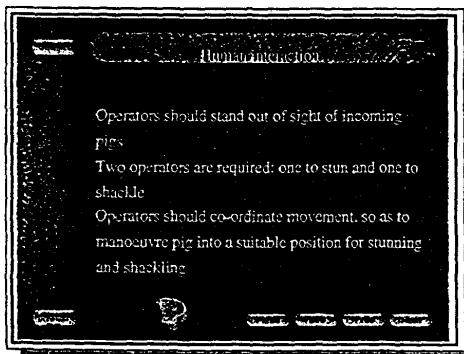 Human Interaction
Operators should stand out of sight of incoming
pigs
Two operators are required: one to stun and one to
shackle
Operators should co-ordinate movement, so as to
manoeuvre pig into a suitable position for stunning
and shackling